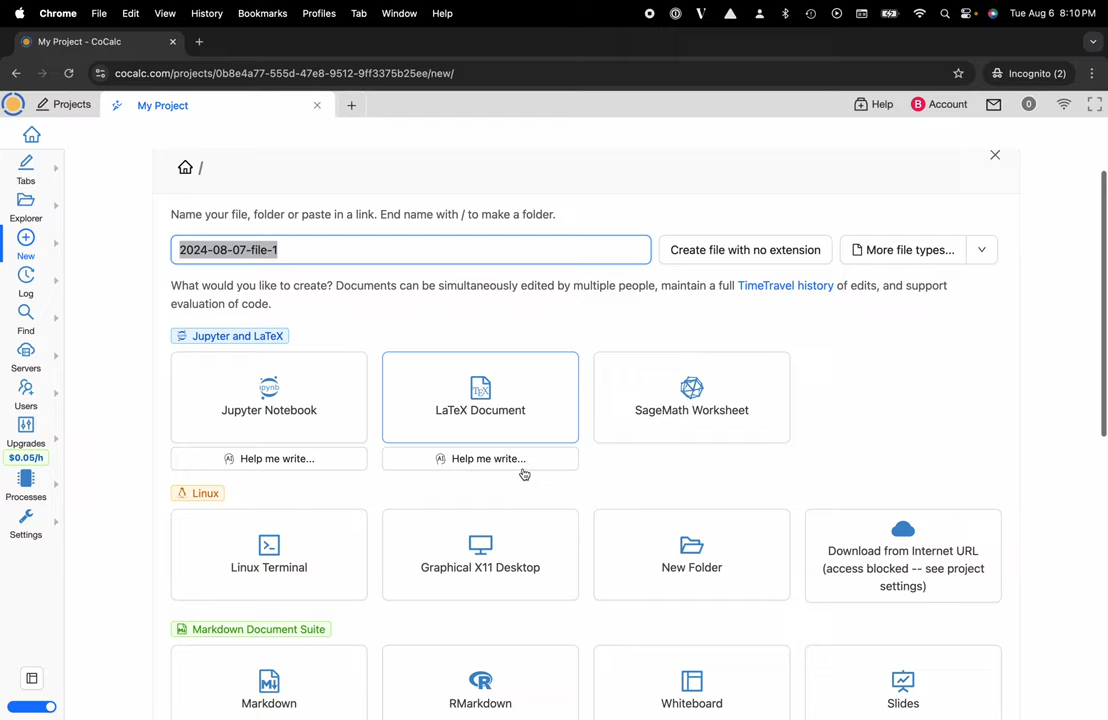 Chrome File Edit View History Bookmarks Profiles Tab Window Help Tue Aug 6 8:10 PM
My Project - CoCalc
cocalc.com/projects/0b8e4a77-555d-47e8-9512-9ff3375b25ee/new/ Incognito (2)
Projects My Project Help B Account 0
/
Tabs
Explorer
New
Log
Find
Servers
Users
Upgrades
$0.05/h
Processes
Settings
Name your file, folder or paste in a link. End name with / to make a folder.
2024-08-07-file-1 Create file with no extension More file types...
What would you like to create? Documents can be simultaneously edited by multiple people, maintain a full TimeTravel history of edits, and support
evaluation of code.
Jupyter and LaTeX
Jupyter Notebook LaTeX Document SageMath Worksheet
Help me write... Help me write...
Linux
Linux Terminal Graphical X11 Desktop New Folder Download from Internet URL
(access blocked -- see project
settings)
Markdown Document Suite
Markdown RMarkdown Whiteboard Slides